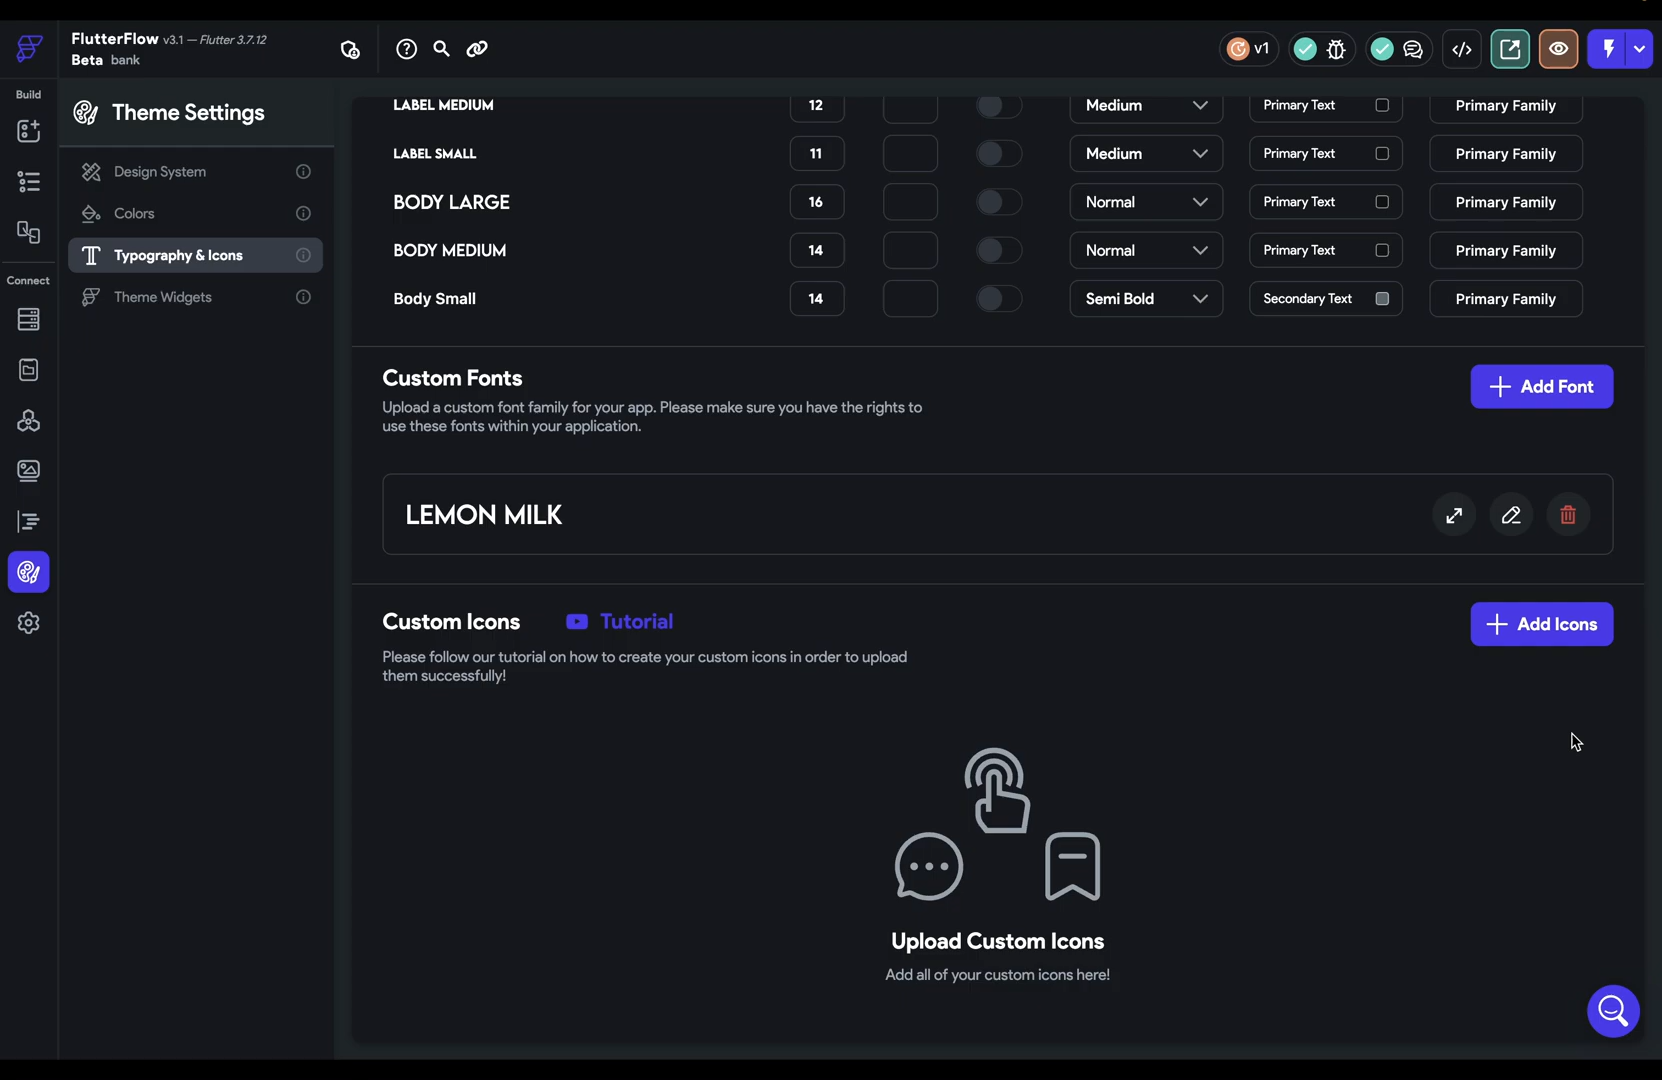 FlutterFlow v3.1 — Flutter 3.7.12
Beta bank
v1
Build
Theme Settings
Design System
Colors
Typography & Icons
Theme Widgets
Connect
LABEL MEDIUM 12 Medium Primary Text Primary Family
LABEL SMALL 11 Medium Primary Text Primary Family
BODY LARGE 16 Normal Primary Text Primary Family
BODY MEDIUM 14 Normal Primary Text Primary Family
Body Small 14 Semi Bold Secondary Text Primary Family
Custom Fonts
Add Font
Upload a custom font family for your app. Please make sure you have the rights to
use these fonts within your application.
LEMON MILK
Custom Icons Tutorial
Add Icons
Please follow our tutorial on how to create your custom icons in order to upload
them successfully!
Upload Custom Icons
Add all of your custom icons here!